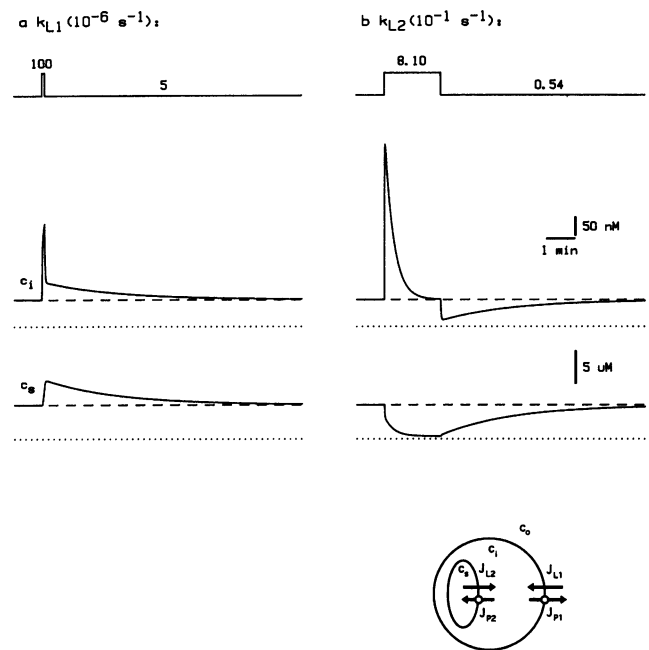 a k_L1 (10^-6 s^-1):
b k_L2 (10^-1 s^-1):
100
5
8.10
0.54
50 nM
1 min
c_i
5 uM
c_s
c_o
c_i
c_s
J_L2
J_L1
J_P2
J_P1